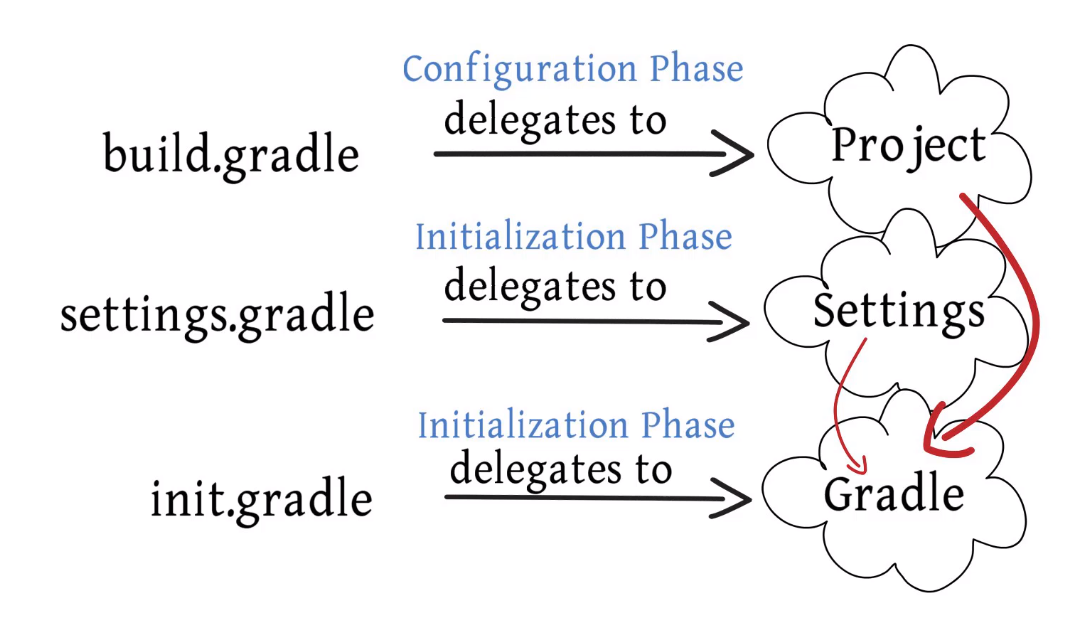 Configuration Phase
build.gradle delegates to Project
Initialization Phase
settings.gradle delegates to Settings
Initialization Phase
init.gradle delegates to Gradle